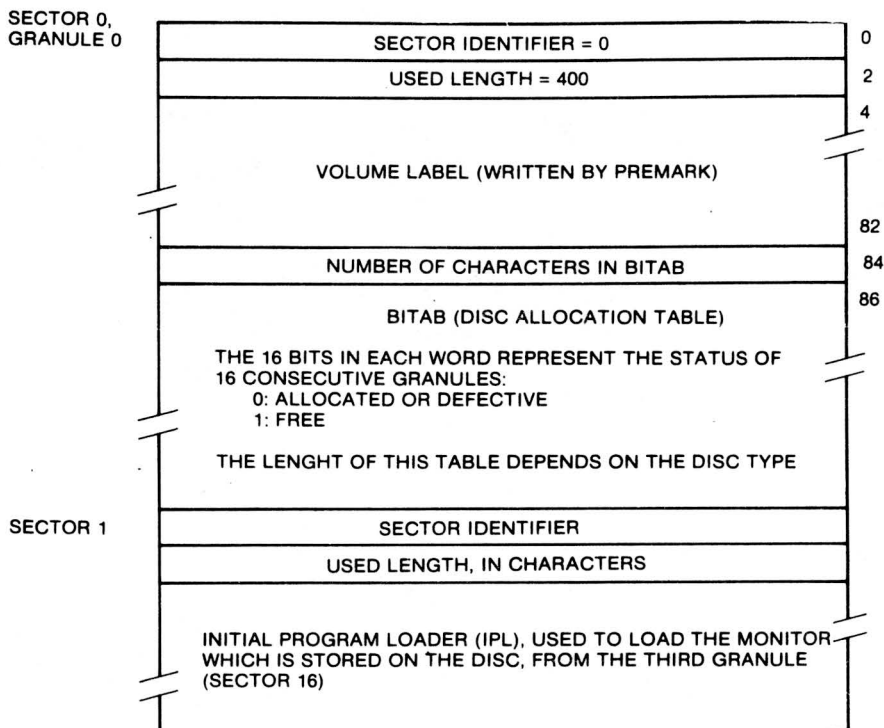 SECTOR 0,
GRANULE 0
SECTOR IDENTIFIER = 0
0
USED LENGTH = 400
2
4
VOLUME LABEL (WRITTEN BY PREMARK)
82
NUMBER OF CHARACTERS IN BITAB
84
86
BITAB (DISC ALLOCATION TABLE)
THE 16 BITS IN EACH WORD REPRESENT THE STATUS OF
16 CONSECUTIVE GRANULES:
0: ALLOCATED OR DEFECTIVE
1: FREE
THE LENGHT OF THIS TABLE DEPENDS ON THE DISC TYPE
SECTOR 1
SECTOR IDENTIFIER
USED LENGTH, IN CHARACTERS
INITIAL PROGRAM LOADER (IPL), USED TO LOAD THE MONITOR
WHICH IS STORED ON THE DISC, FROM THE THIRD GRANULE
(SECTOR 16)